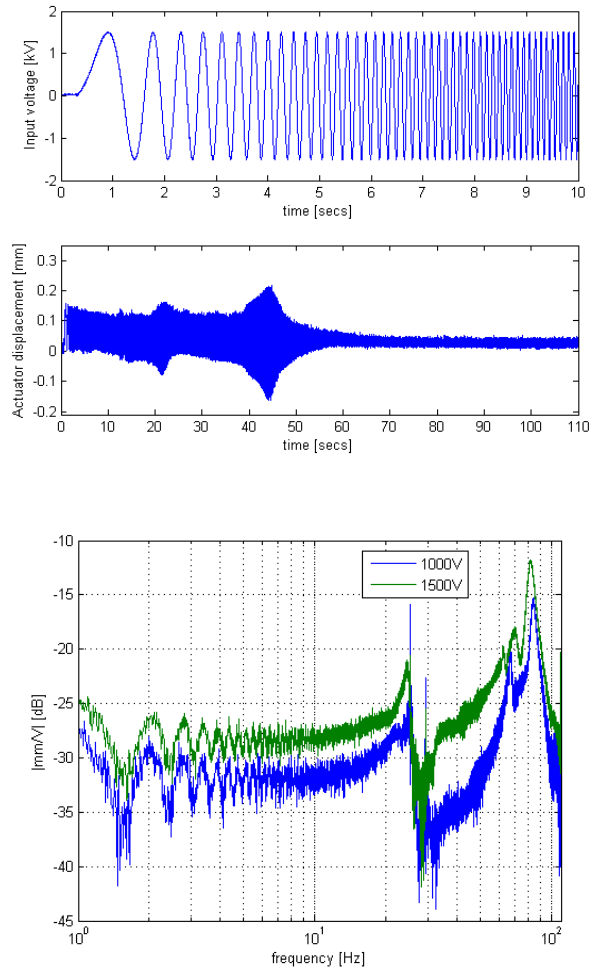 2
1
0
-1
-2
Input voltage [kV]
0 1 2 3 4 5 6 7 8 9 10
time [secs]
0.3
0.2
0.1
0
-0.1
-0.2
Actuator displacement [mm]
0 10 20 30 40 50 60 70 80 90 100 110
time [secs]
-10
-15
-20
-25
-30
-35
-40
-45
|mm/V| [dB]
1000V
1500V
10^0 10^1 10^2
frequency [Hz]